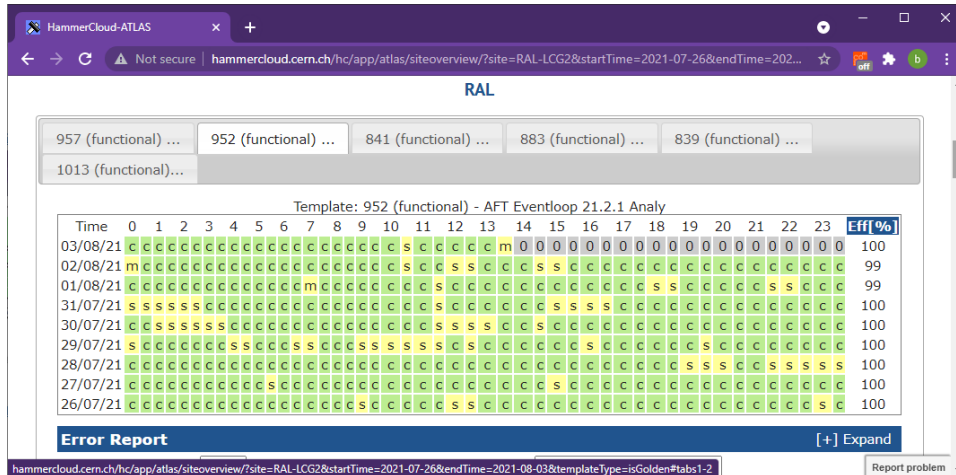 HammerCloud-ATLAS
Not secure | hammercloud.cern.ch/hc/app/atlas/siteoverview/?site=RAL-LCG2&startTime=2021-07-26&endTime=202...
off
b
RAL
957 (functional) ... 952 (functional) ... 841 (functional) ... 883 (functional) ... 839 (functional) ...
1013 (functional)...
Template: 952 (functional) - AFT Eventloop 21.2.1 Analy
Time 0 1 2 3 4 5 6 7 8 9 10 11 12 13 14 15 16 17 18 19 20 21 22 23 Eff[%]
03/08/21 c c c c c c c c c c c c c c c c c c c c c s c c c c c m 0 0 0 0 0 0 0 0 0 0 0 0 0 0 0 0 0 0 0 0 100
02/08/21 m c c c c c c c c c c c c c c c c c c c c s c c s s c c c s s c c c c c c c c c c c c c c c c c 99
01/08/21 c c c c c c c c c c c c c c m c c c c c c c c s c c c c c c c c c c c c s s c c c c c s s c c c 99
31/07/21 s s s s s s c c c c c c c c c c c c c c c c c s c c c c c c s s s s c c c c c c c c c c c c c c 100
30/07/21 c c s s s s s s c c c c c c c c c c c c c c c s s s s c c s c c c c c c c c c c c c c c c c c c 100
29/07/21 s c c c c c c c s s c c c s s c c c s s s s s s c s c c c c c c s c c c c c c s c c c c c c c c 100
28/07/21 c c c c c c c c c c c c c c c c c c c c c c c c c c c c c c c c c c c c c c s s s c c s s s s s 100
27/07/21 c c c c c c c c c c c s c c c c c c c c c c c c c c c c c c s c c c c c c c c c c c c c c c c c 100
26/07/21 c c c c c c c c c c c c c c c c c c s c c c c c s s c c c c c c c c c c c c c c c c c c c c s c 100
Error Report [+] Expand
hammercloud.cern.ch/hc/app/atlas/siteoverview/?site=RAL-LCG2&startTime=2021-07-26&endTime=2021-08-03&templateType=isGolden#tabs1-2
Report problem